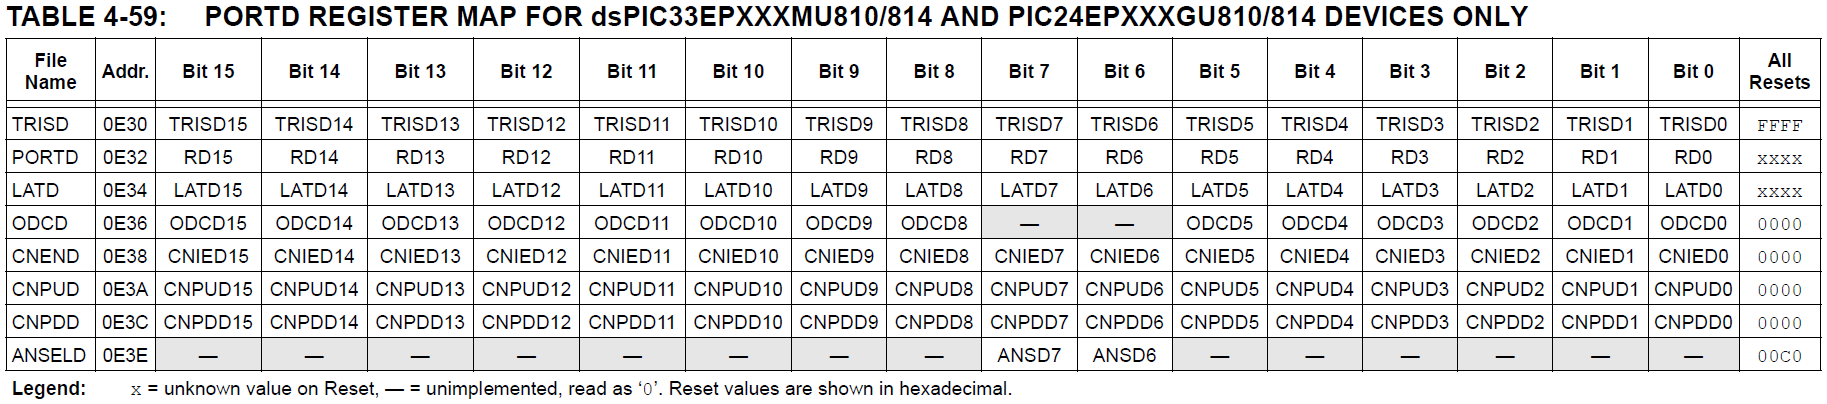 TABLE 4-59: PORTD REGISTER MAP FOR dsPIC33EPXXXMU810/814 AND PIC24EPXXXGU810/814 DEVICES ONLY
File Name Addr. Bit 15 Bit 14 Bit 13 Bit 12 Bit 11 Bit 10 Bit 9 Bit 8 Bit 7 Bit 6 Bit 5 Bit 4 Bit 3 Bit 2 Bit 1 Bit 0 All Resets
TRISD 0E30 TRISD15 TRISD14 TRISD13 TRISD12 TRISD11 TRISD10 TRISD9 TRISD8 TRISD7 TRISD6 TRISD5 TRISD4 TRISD3 TRISD2 TRISD1 TRISD0 FFFF
PORTD 0E32 RD15 RD14 RD13 RD12 RD11 RD10 RD9 RD8 RD7 RD6 RD5 RD4 RD3 RD2 RD1 RD0 xxxx
LATD 0E34 LATD15 LATD14 LATD13 LATD12 LATD11 LATD10 LATD9 LATD8 LATD7 LATD6 LATD5 LATD4 LATD3 LATD2 LATD1 LATD0 xxxx
ODCD 0E36 ODCD15 ODCD14 ODCD13 ODCD12 ODCD11 ODCD10 ODCD9 ODCD8 — — ODCD5 ODCD4 ODCD3 ODCD2 ODCD1 ODCD0 0000
CNEND 0E38 CNIED15 CNIED14 CNIED13 CNIED12 CNIED11 CNIED10 CNIED9 CNIED8 CNIED7 CNIED6 CNIED5 CNIED4 CNIED3 CNIED2 CNIED1 CNIED0 0000
CNPUD 0E3A CNPUD15 CNPUD14 CNPUD13 CNPUD12 CNPUD11 CNPUD10 CNPUD9 CNPUD8 CNPUD7 CNPUD6 CNPUD5 CNPUD4 CNPUD3 CNPUD2 CNPUD1 CNPUD0 0000
CNPDD 0E3C CNPDD15 CNPDD14 CNPDD13 CNPDD12 CNPDD11 CNPDD10 CNPDD9 CNPDD8 CNPDD7 CNPDD6 CNPDD5 CNPDD4 CNPDD3 CNPDD2 CNPDD1 CNPDD0 0000
ANSELD 0E3E — — — — — — — — ANSD7 ANSD6 — — — — — — 00C0
Legend: x = unknown value on Reset, — = unimplemented, read as ‘0’. Reset values are shown in hexadecimal.